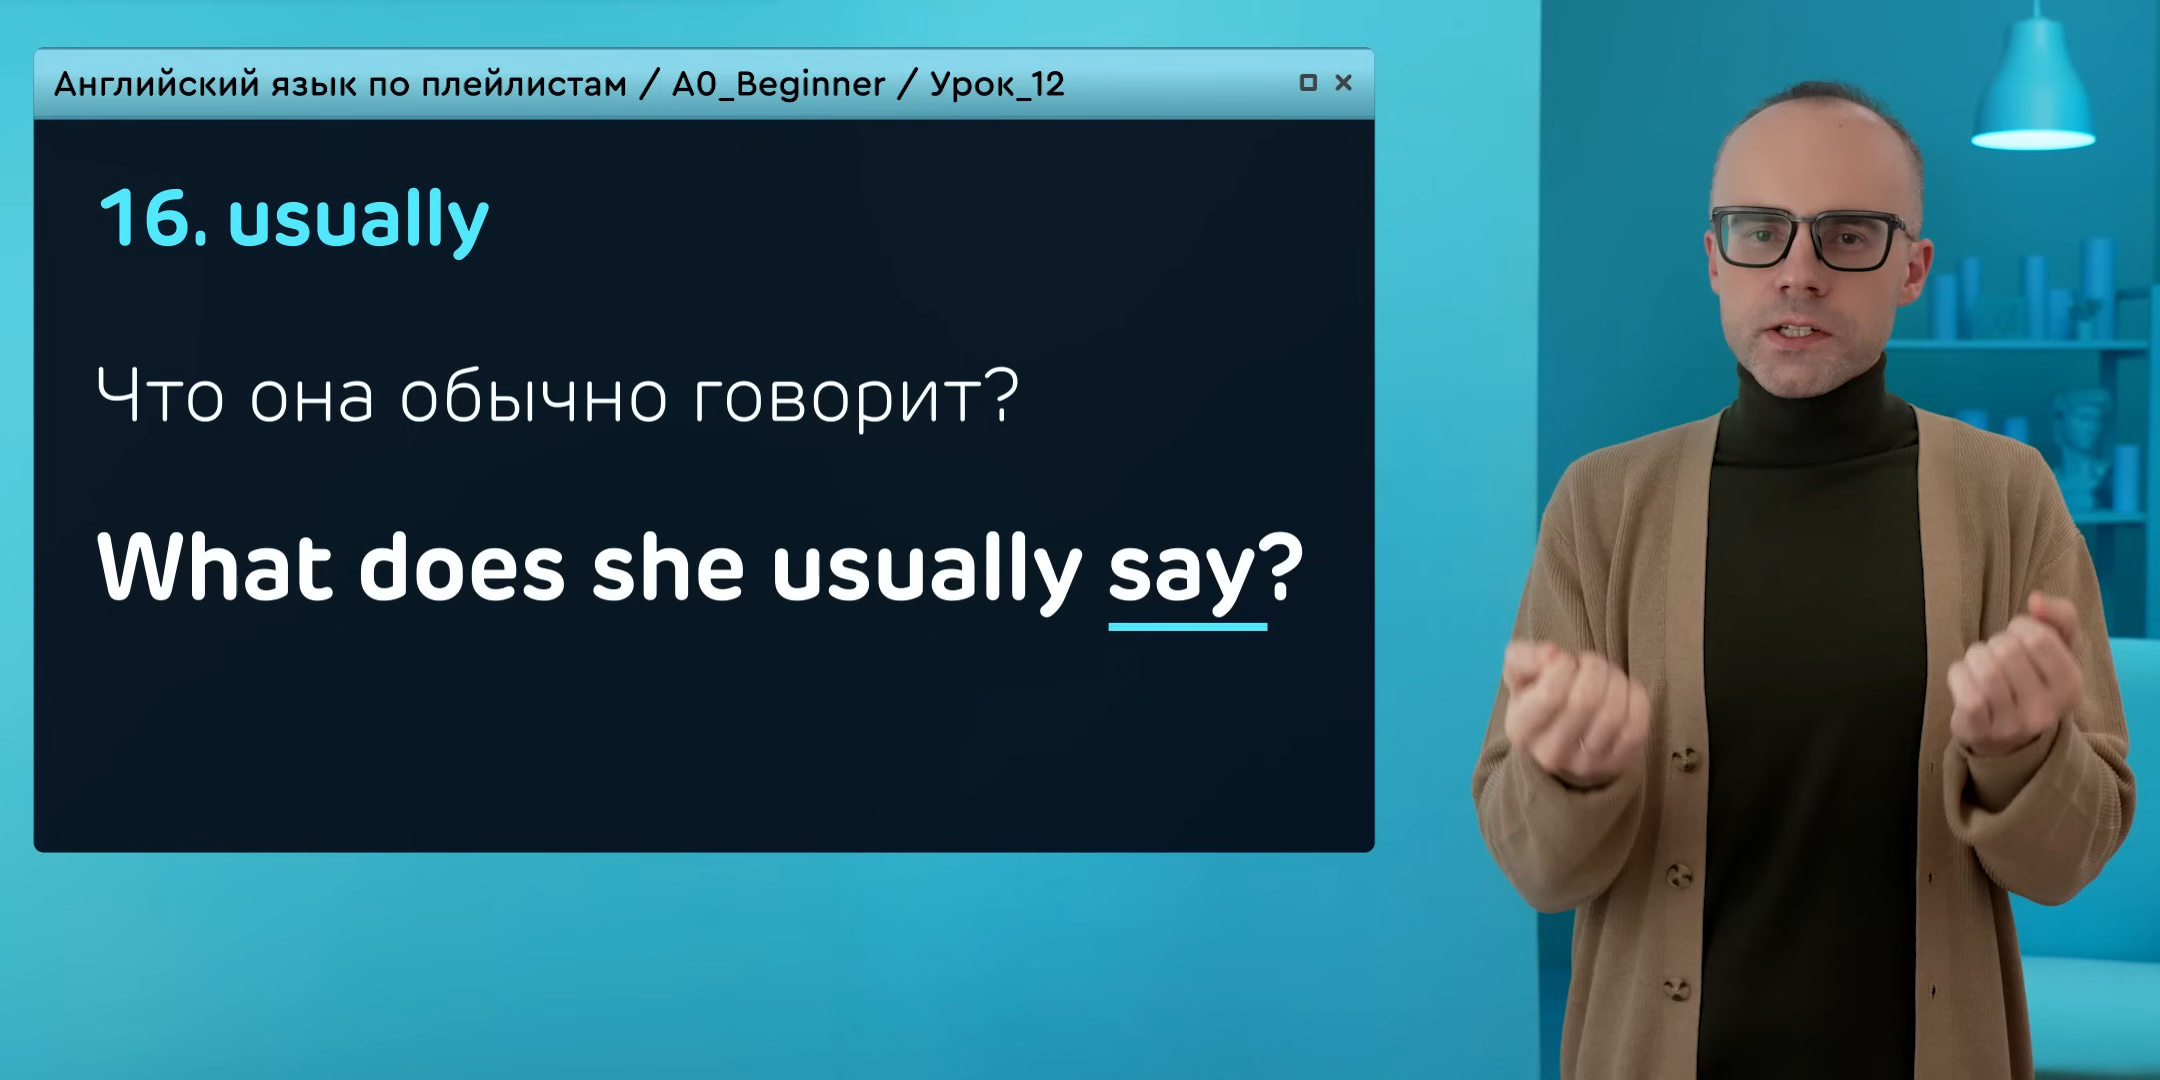 Английский язык по плейлистам / A0_Beginner / Урок_12
16. usually
Что она обычно говорит?
What does she usually say?